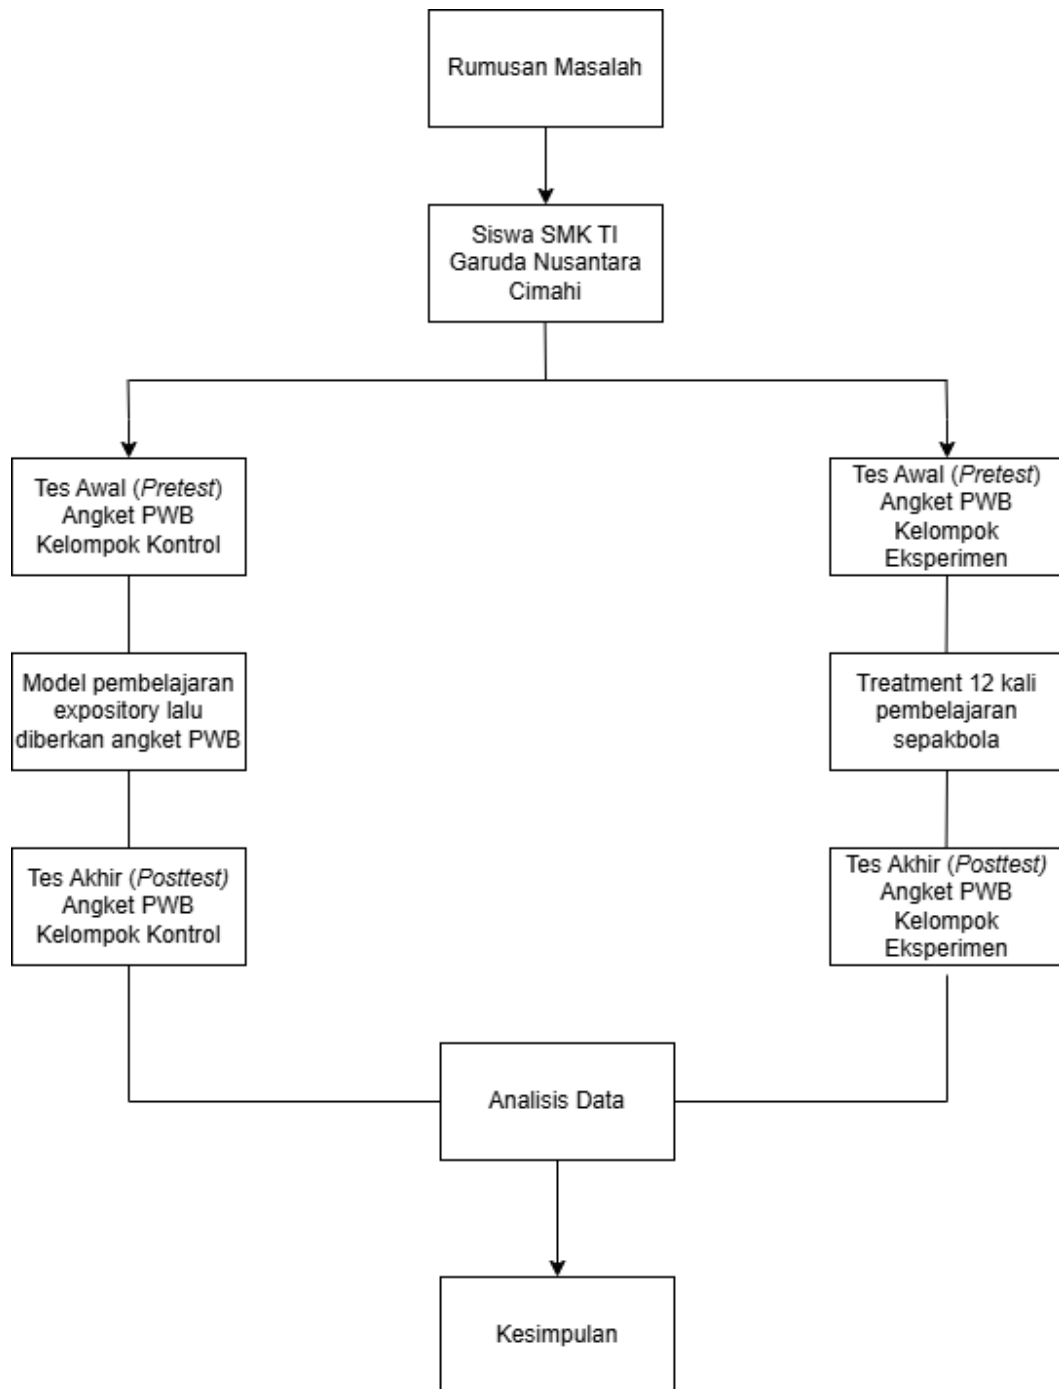 Rumusan Masalah
Siswa SMK TI
Garuda Nusantara
Cimahi
Tes Awal (Pretest)
Angket PWB
Kelompok Kontrol
Tes Awal (Pretest)
Angket PWB
Kelompok
Eksperimen
Model pembelajaran
expository lalu
diberkan angket PWB
Treatment 12 kali
pembelajaran
sepakbola
Tes Akhir (Posttest)
Angket PWB
Kelompok Kontrol
Tes Akhir (Posttest)
Angket PWB
Kelompok
Eksperimen
Analisis Data
Kesimpulan